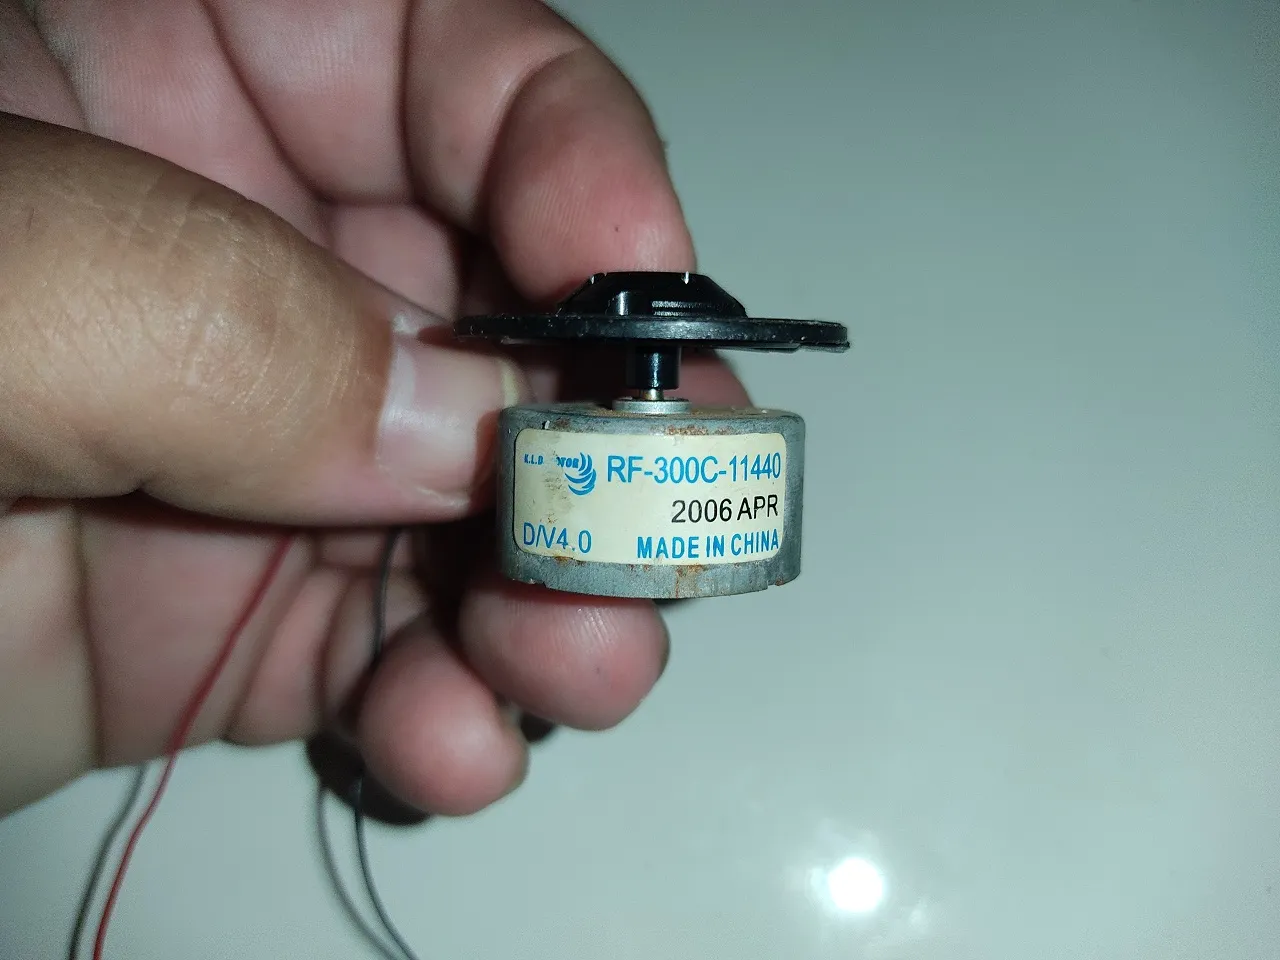 K.L.D
RF-300C-11440
2006 APR
D/V4.0
MADE IN CHINA